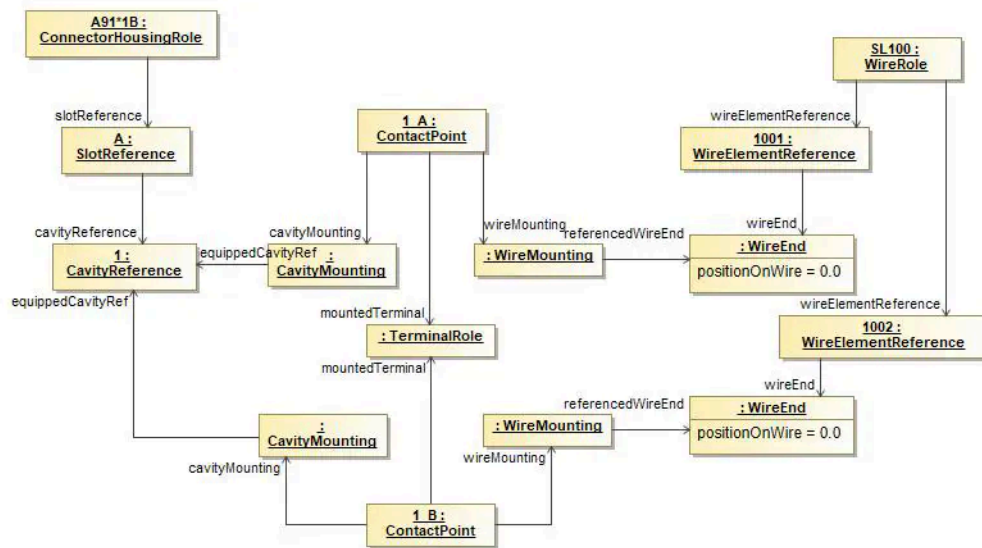 A91*1B :
ConnectorHousingRole
SL100 :
WireRole
slotReference
1_A :
ContactPoint
wireElementReference
A :
SlotReference
1001 :
WireElementReference
cavityReference
cavityMounting
wireMounting
wireEnd
referencedWireEnd
1 :
CavityReference
equippedCavityRef
:
CavityMounting
: WireMounting
: WireEnd
positionOnWire = 0.0
equippedCavityRef
wireElementReference
mountedTerminal
: TerminalRole
1002 :
WireElementReference
mountedTerminal
wireEnd
referencedWireEnd
:
CavityMounting
: WireMounting
: WireEnd
positionOnWire = 0.0
cavityMounting
wireMounting
1_B :
ContactPoint